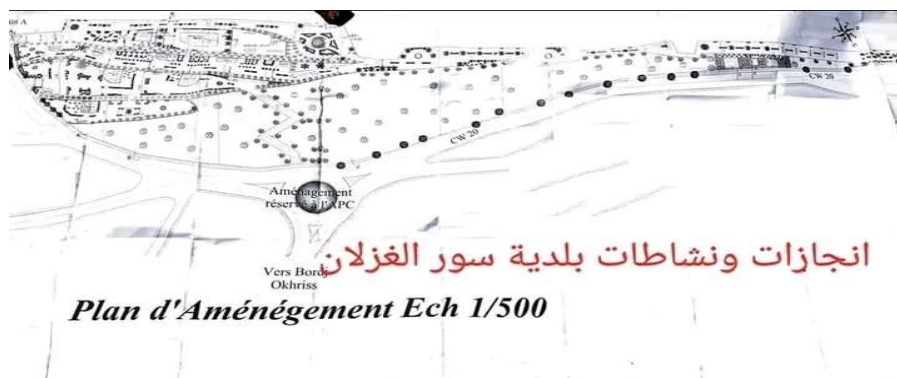 CW 20
CW 20
Aménagement
réservé à l'APC
انجازات ونشاطات بلدية سور الغزلان
Vers Bordj
Okhriss
Plan d'Aménégement Ech 1/500